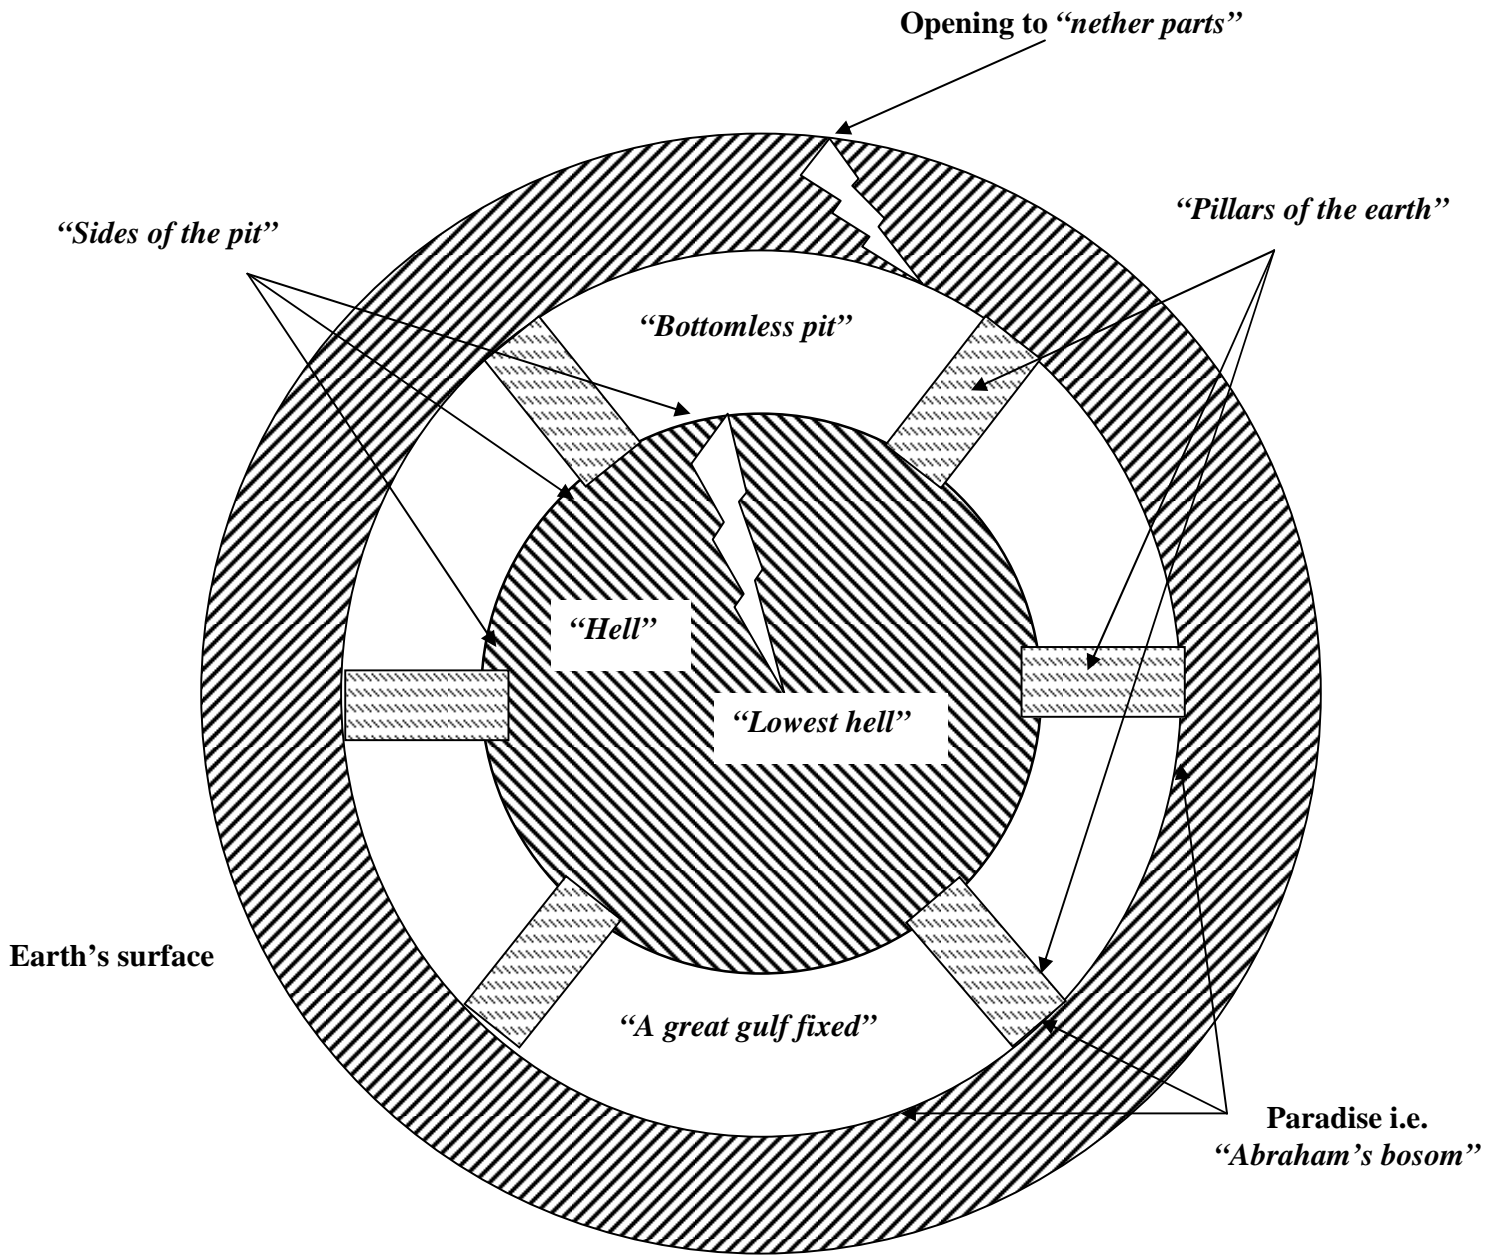 Opening to “nether parts”
“Pillars of the earth”
“Sides of the pit”
“Bottomless pit”
“Hell”
“Lowest hell”
Earth’s surface
“A great gulf fixed”
Paradise i.e.
“Abraham’s bosom”